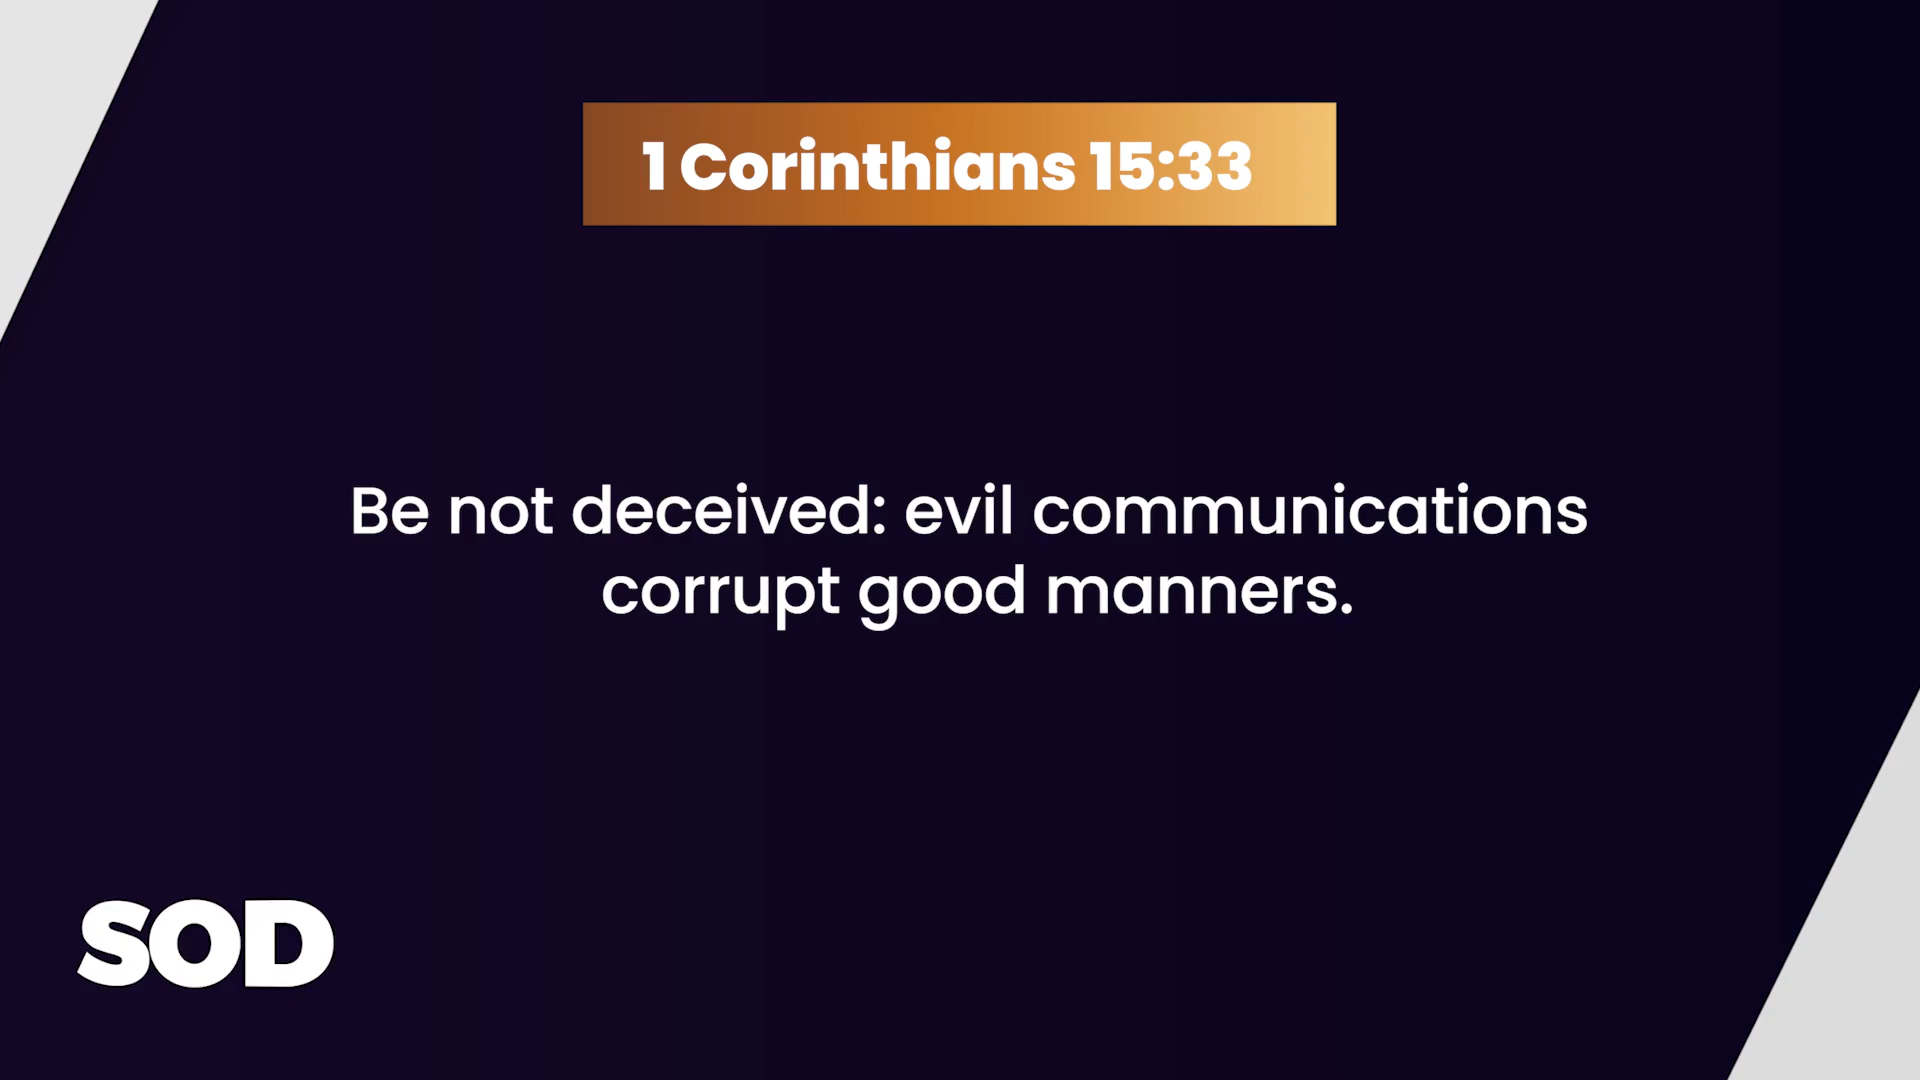 1 Corinthians 15:33
Be not deceived: evil communications
corrupt good manners.
SOD